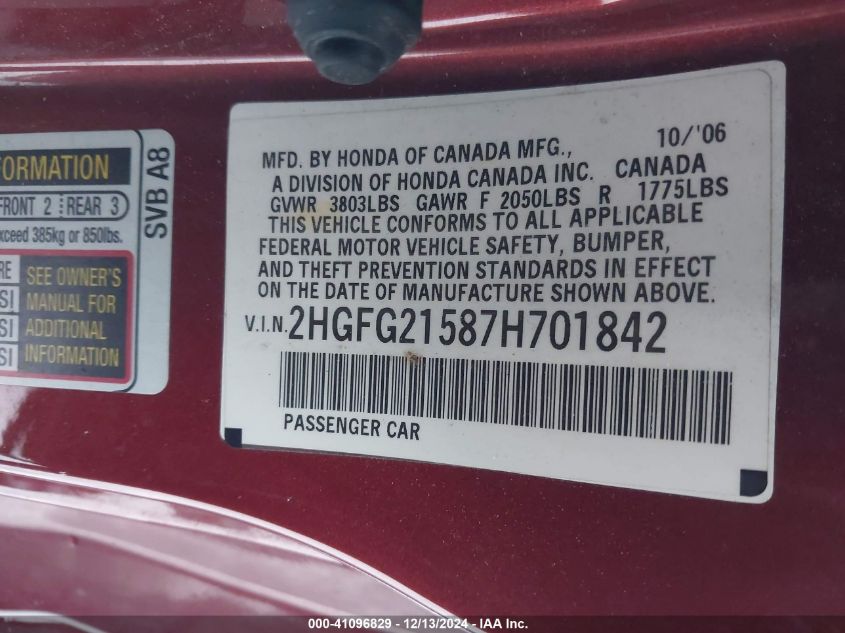 FORMATION
FRONT 2 REAR 3
exceed 385kg or 850lbs.
SEE OWNER'S
MANUAL FOR
ADDITIONAL
INFORMATION
SVB A8
10/'06
MFD. BY HONDA OF CANADA MFG.,
A DIVISION OF HONDA CANADA INC. CANADA
GVWR 3803LBS GAWR F 2050LBS R 1775LBS
THIS VEHICLE CONFORMS TO ALL APPLICABLE
FEDERAL MOTOR VEHICLE SAFETY, BUMPER,
AND THEFT PREVENTION STANDARDS IN EFFECT
ON THE DATE OF MANUFACTURE SHOWN ABOVE.
V.I.N. 2HGFG21587H701842
PASSENGER CAR
000-41096829 - 12/13/2024 - IAA Inc.